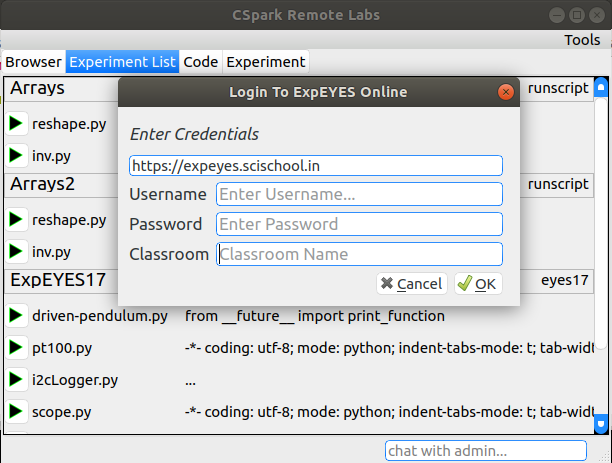 CSpark Remote Labs
Tools
Browser Experiment List Code Experiment
Arrays runscript
reshape.py
inv.py
Arrays2 runscript
reshape.py
inv.py
ExpEYES17 eyes17
driven-pendulum.py from __future__ import print_function
pt100.py -*- coding: utf-8; mode: python; indent-tabs-mode: t; tab-widt
i2cLogger.py ...
scope.py -*- coding: utf-8; mode: python; indent-tabs-mode: t; tab-widt
chat with admin...
Login To ExpEYES Online
Enter Credentials
https://expeyes.scischool.in
Username Enter Username...
Password Enter Password
Classroom Classroom Name
Cancel OK